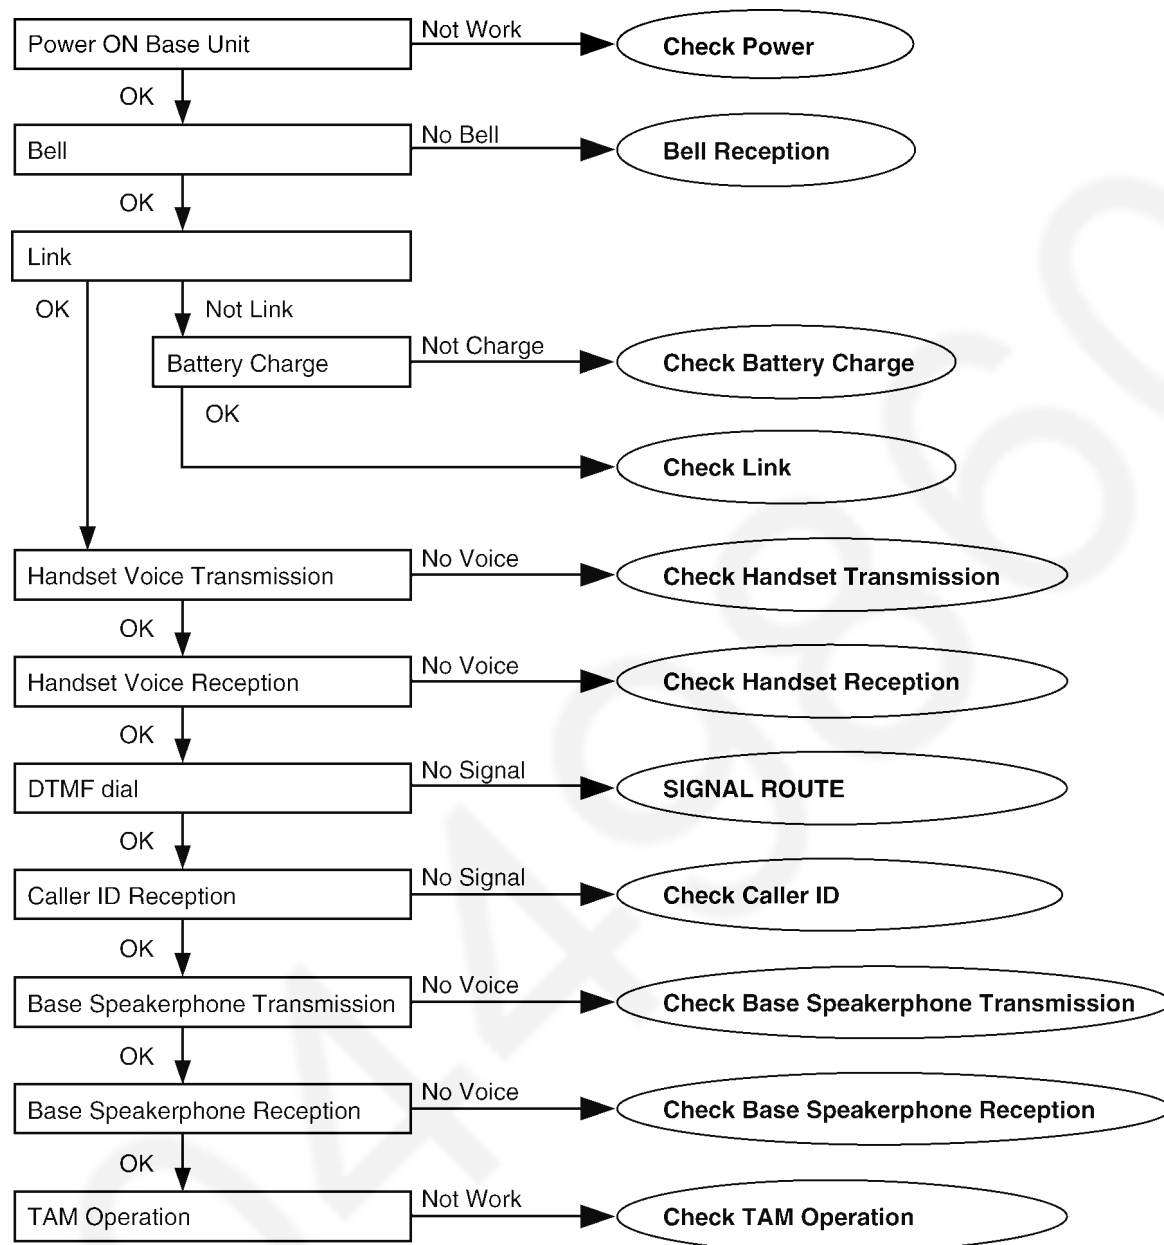 Power ON Base Unit
Not Work
Check Power
OK
Bell
No Bell
Bell Reception
OK
Link
OK
Not Link
Battery Charge
Not Charge
Check Battery Charge
OK
Check Link
Handset Voice Transmission
No Voice
Check Handset Transmission
OK
Handset Voice Reception
No Voice
Check Handset Reception
OK
DTMF dial
No Signal
SIGNAL ROUTE
OK
Caller ID Reception
No Signal
Check Caller ID
OK
Base Speakerphone Transmission
No Voice
Check Base Speakerphone Transmission
OK
Base Speakerphone Reception
No Voice
Check Base Speakerphone Reception
OK
TAM Operation
Not Work
Check TAM Operation